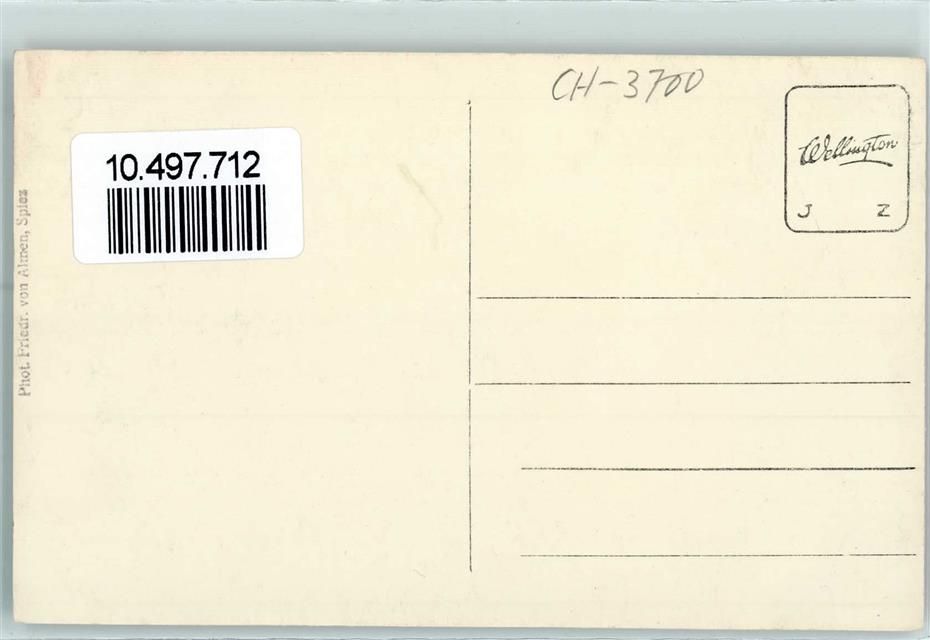 CH-3700
10.497.712
Wellington
J Z
Phot. Friedr. von Almen, Spiez